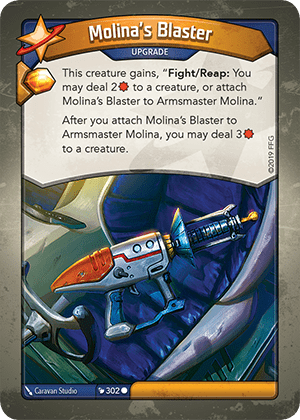 Molina's Blaster
UPGRADE
This creature gains, “Fight/Reap: You
may deal 2 to a creature, or attach
Molina's Blaster to Armsmaster Molina.”
After you attach Molina's Blaster to
Armsmaster Molina, you may deal 3
to a creature.
©2019 FFG
Caravan Studio
302